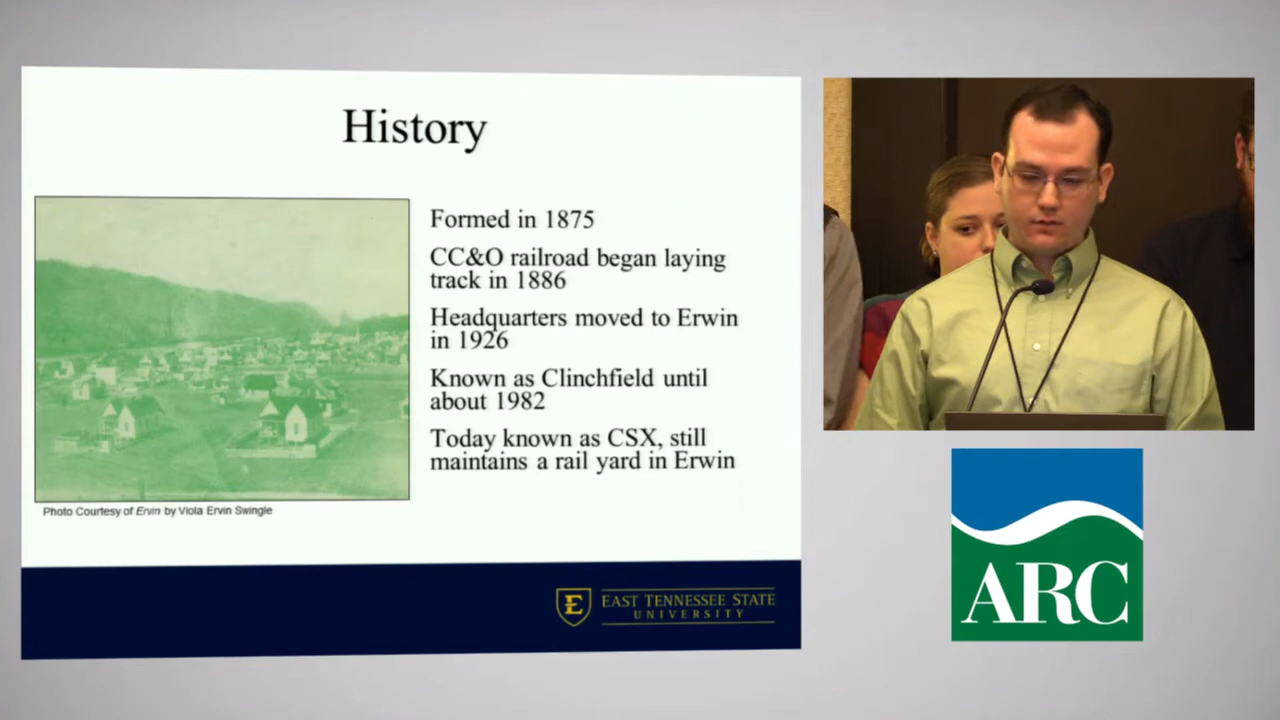 History
Formed in 1875
CC&O railroad began laying
track in 1886
Headquarters moved to Erwin
in 1926
Known as Clinchfield until
about 1982
Today known as CSX, still
maintains a rail yard in Erwin
Photo Courtesy of Ervin by Viola Ervin Swingle
E
EAST TENNESSEE STATE
UNIVERSITY
ARC